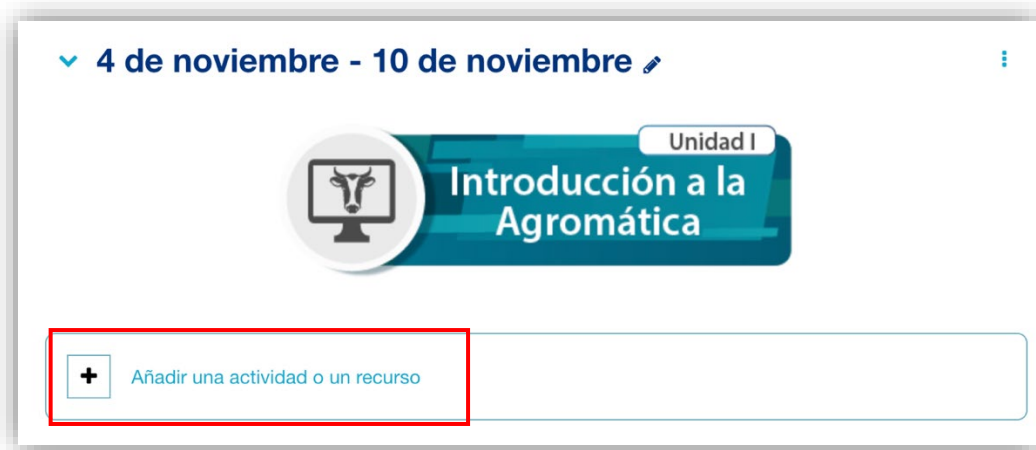 4 de noviembre - 10 de noviembre
Unidad I
Introducción a la
Agromática
Añadir una actividad o un recurso